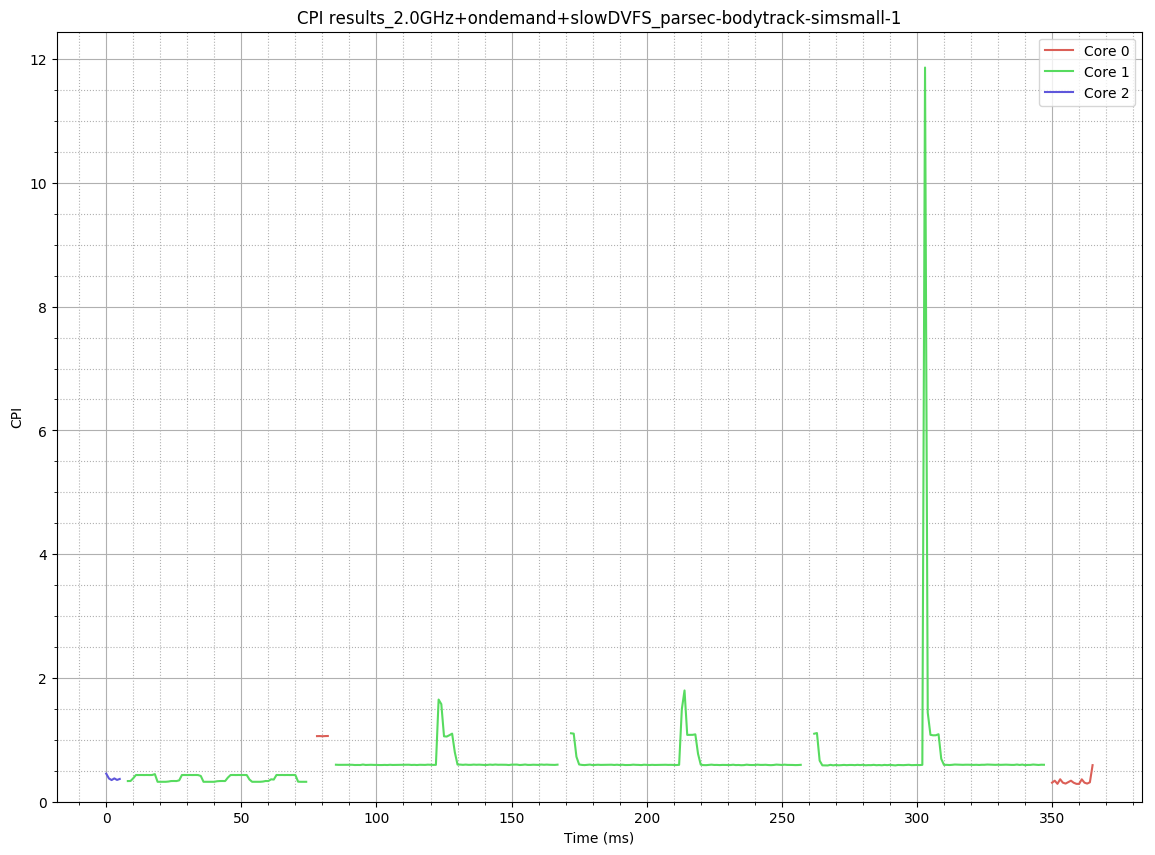 CPI results_2.0GHz+ondemand+slowDVFS_parsec-bodytrack-simsmall-1
Core 0
Core 1
Core 2
12
10
8
6
4
2
0
CPI
0 50 100 150 200 250 300 350
Time (ms)